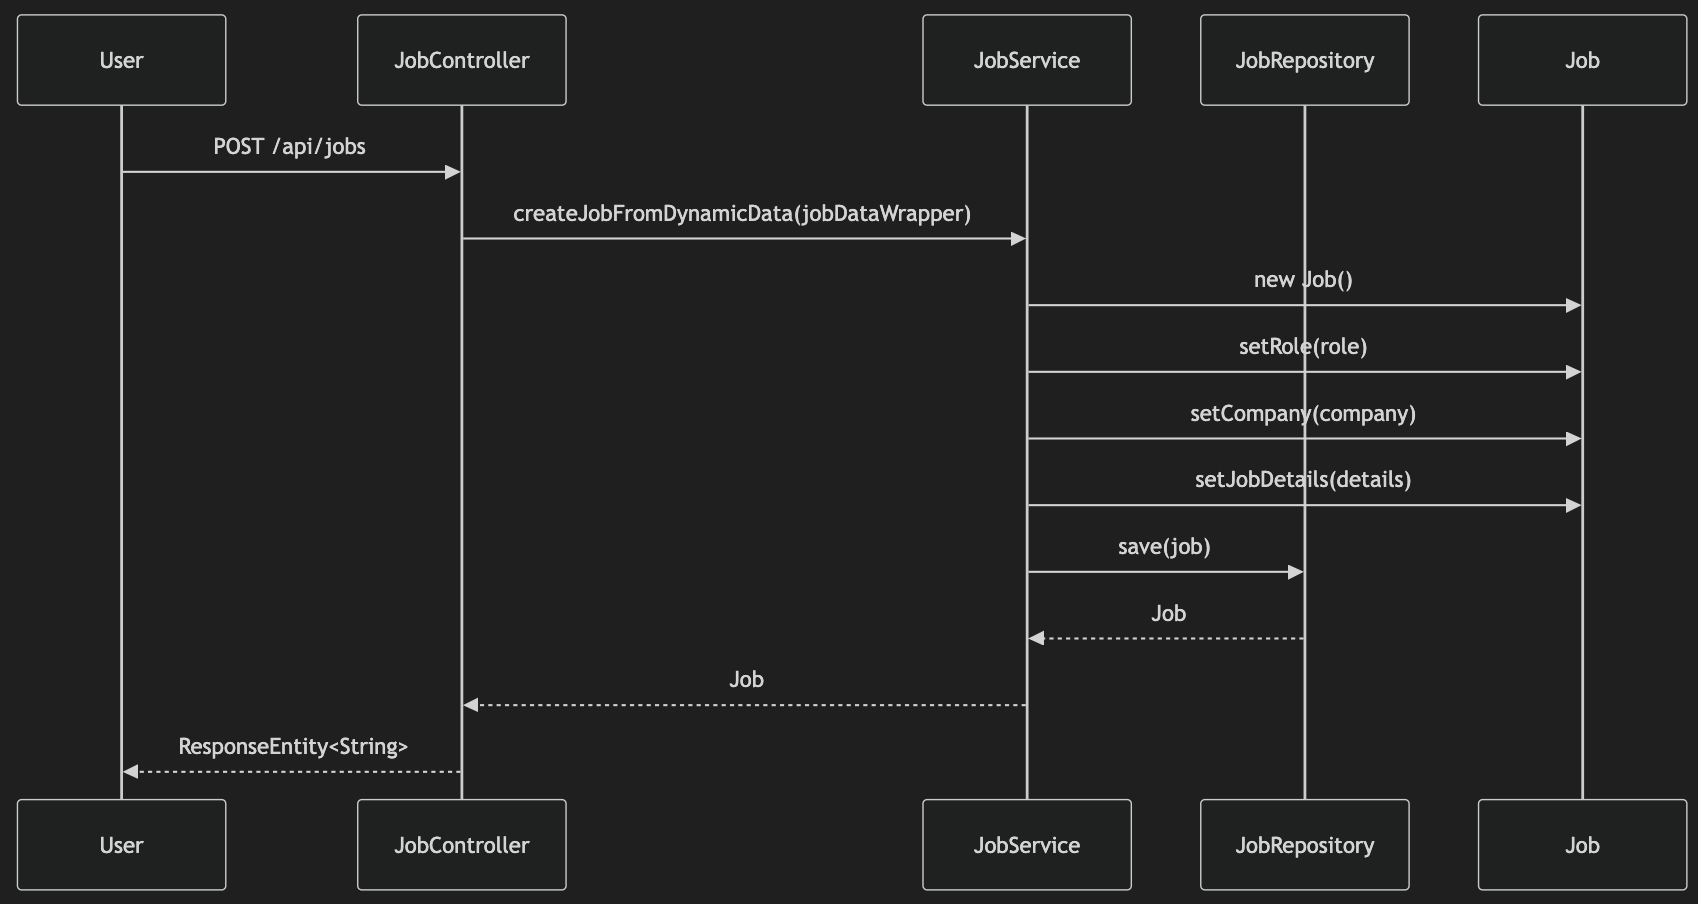 User
JobController
JobService
JobRepository
Job
POST /api/jobs
createJobFromDynamicData(jobDataWrapper)
new Job()
setRole(role)
setCompany(company)
setJobDetails(details)
save(job)
Job
Job
ResponseEntity<String>
User
JobController
JobService
JobRepository
Job